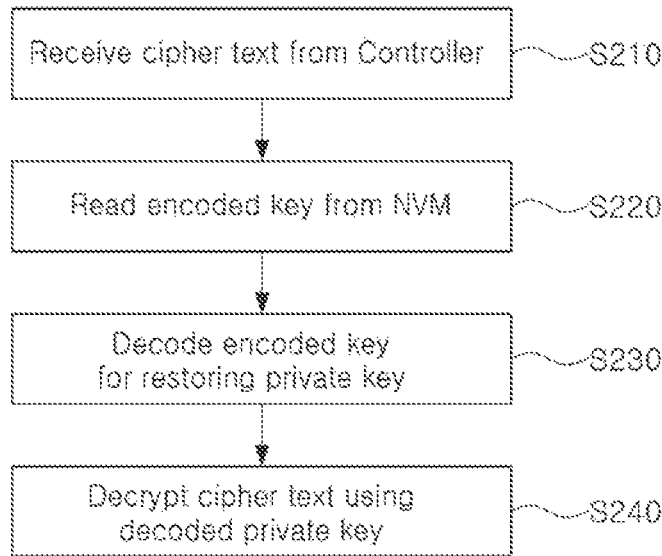 Receive cipher text from Controller
S210
Read encoded key from NVM
S220
Decode encoded key
for restoring private key
S230
Decrypt cipher text using
decoded private key
S240